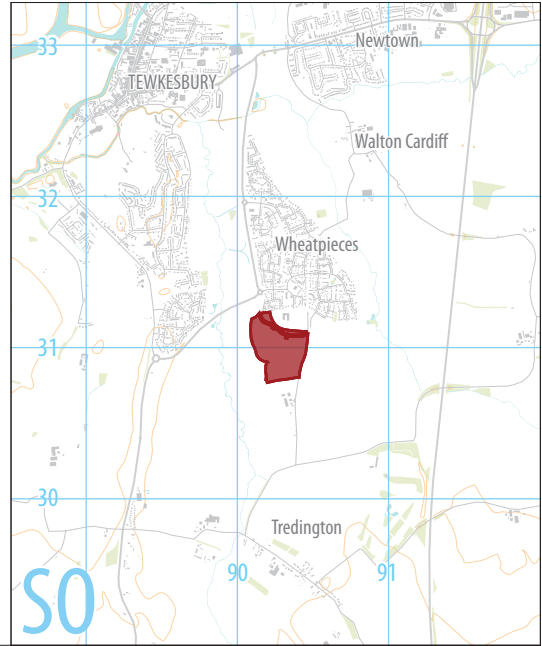 33
Newtown
TEWKESBURY
Walton Cardiff
32
Wheatpieces
31
30
Tredington
90
91
SO